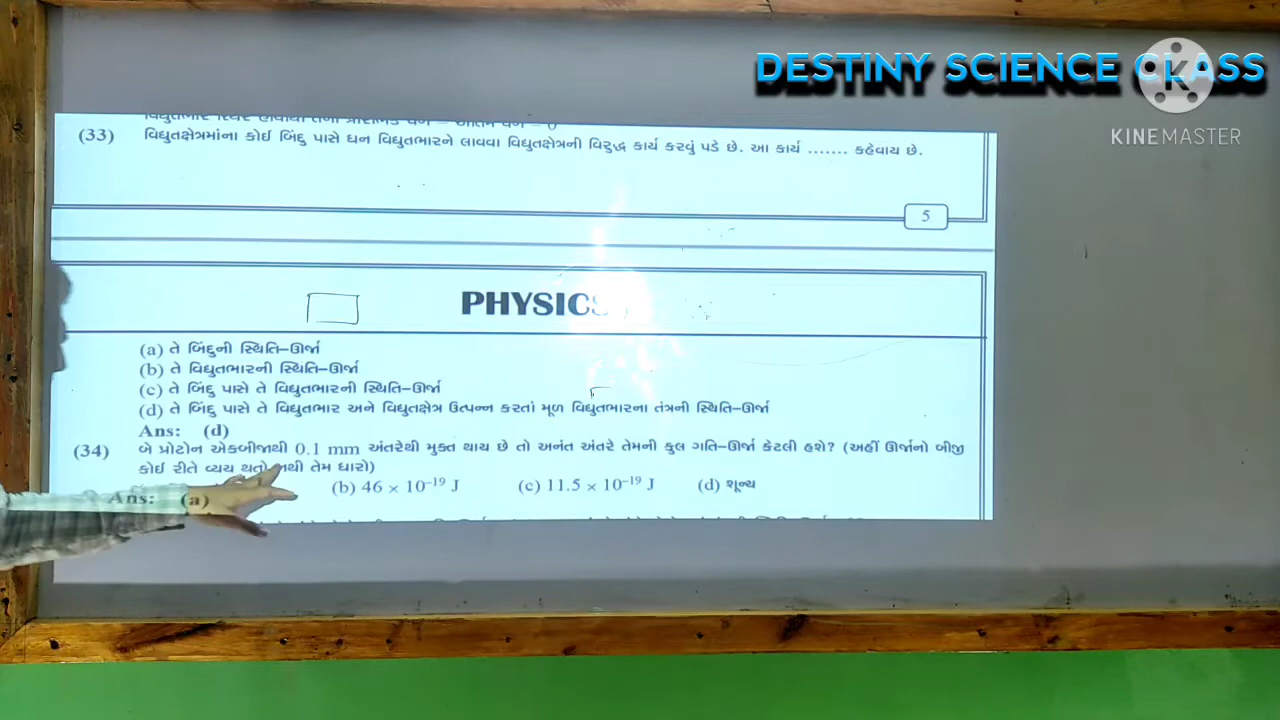 DESTINY SCIENCE CLASS
K
KINEMASTER
(33) વિદ્યુતક્ષેત્રમાંના કોઈ બિંદુ પાસે ધન વિદ્યુતભારને લાવવા વિદ્યુતક્ષેત્રની વિરુદ્ધ કાર્ય કરવું પડે છે. આ કાર્ય ....... કહેવાય છે.
5
PHYSICS
(a) તે બિંદુની સ્થિતિ-ઊર્જા
(b) તે વિદ્યુતભારની સ્થિતિ-ઊર્જા
(c) તે બિંદુ પાસે તે વિદ્યુતભારની સ્થિતિ-ઊર્જા
(d) તે બિંદુ પાસે તે વિદ્યુતભાર અને વિદ્યુતક્ષેત્ર ઉત્પન્ન કરતાં મૂળ વિદ્યુતભારના તંત્રની સ્થિતિ-ઊર્જા
Ans: (d)
(34) બે પ્રોટોન એકબીજાથી 0.1 mm અંતરેથી મુક્ત થાય છે તો અનંત અંતરે તેમની કુલ ગતિ-ઊર્જા કેટલી હશે? (અહીં ઊર્જાનો બીજી
કોઈ રીતે વ્યય થતો નથી તેમ ધારો)
(b) 46 × 10⁻¹⁹ J (c) 11.5 × 10⁻¹⁹ J (d) શૂન્ય
Ans: (a)